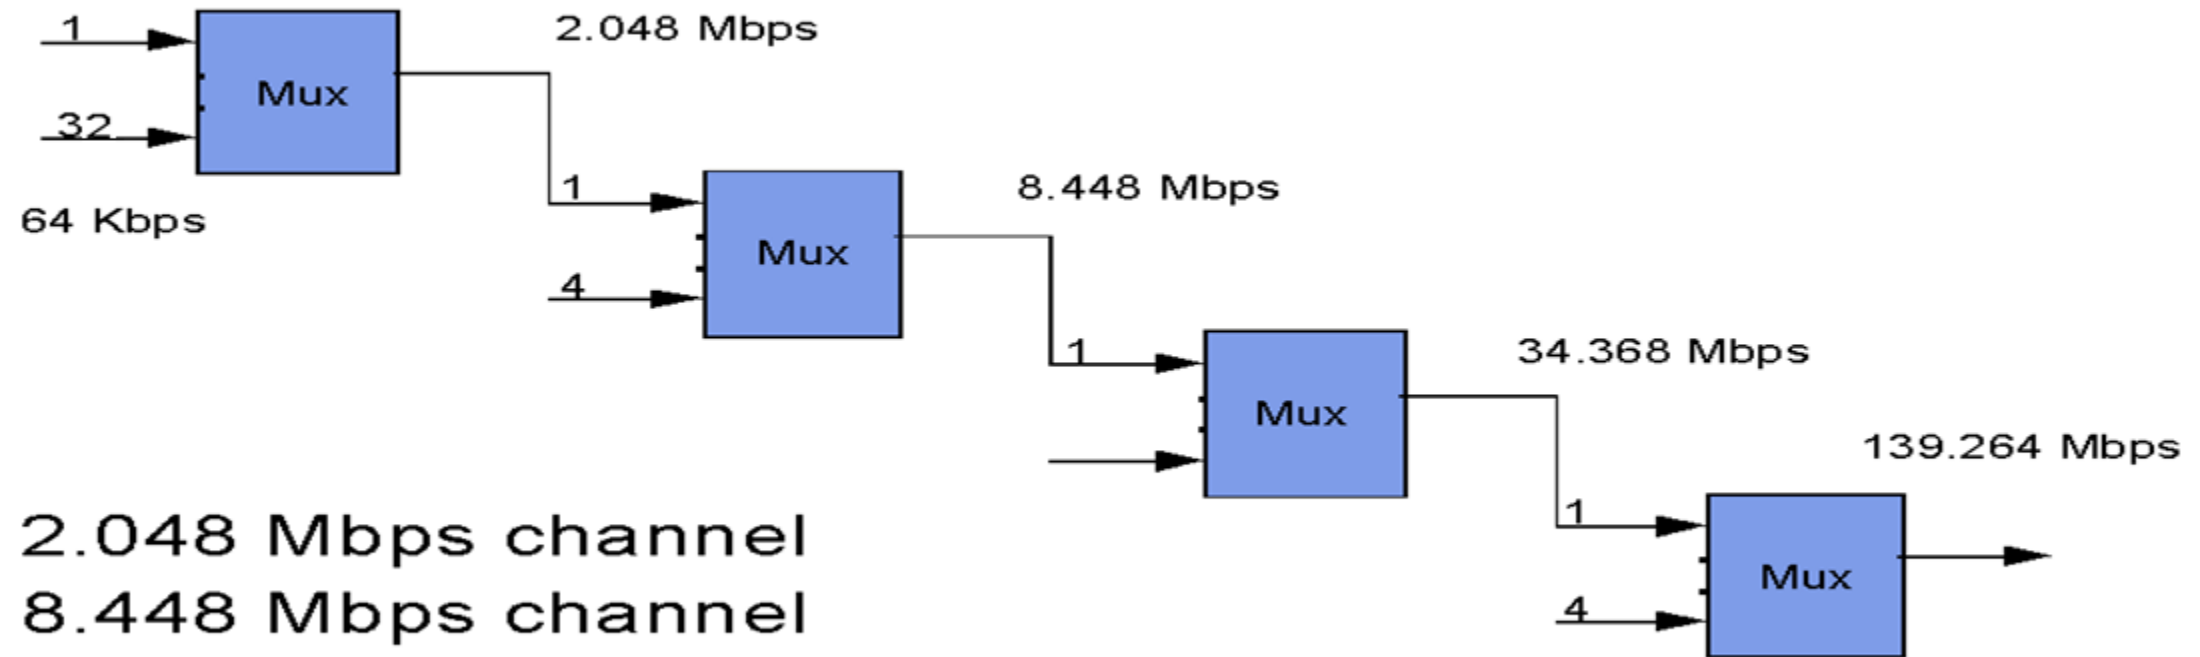 1
2.048 Mbps
Mux
32
1
8.448 Mbps
64 Kbps
Mux
4
1
34.368 Mbps
Mux
139.264 Mbps
2.048 Mbps channel
1
Mux
8.448 Mbps channel
4